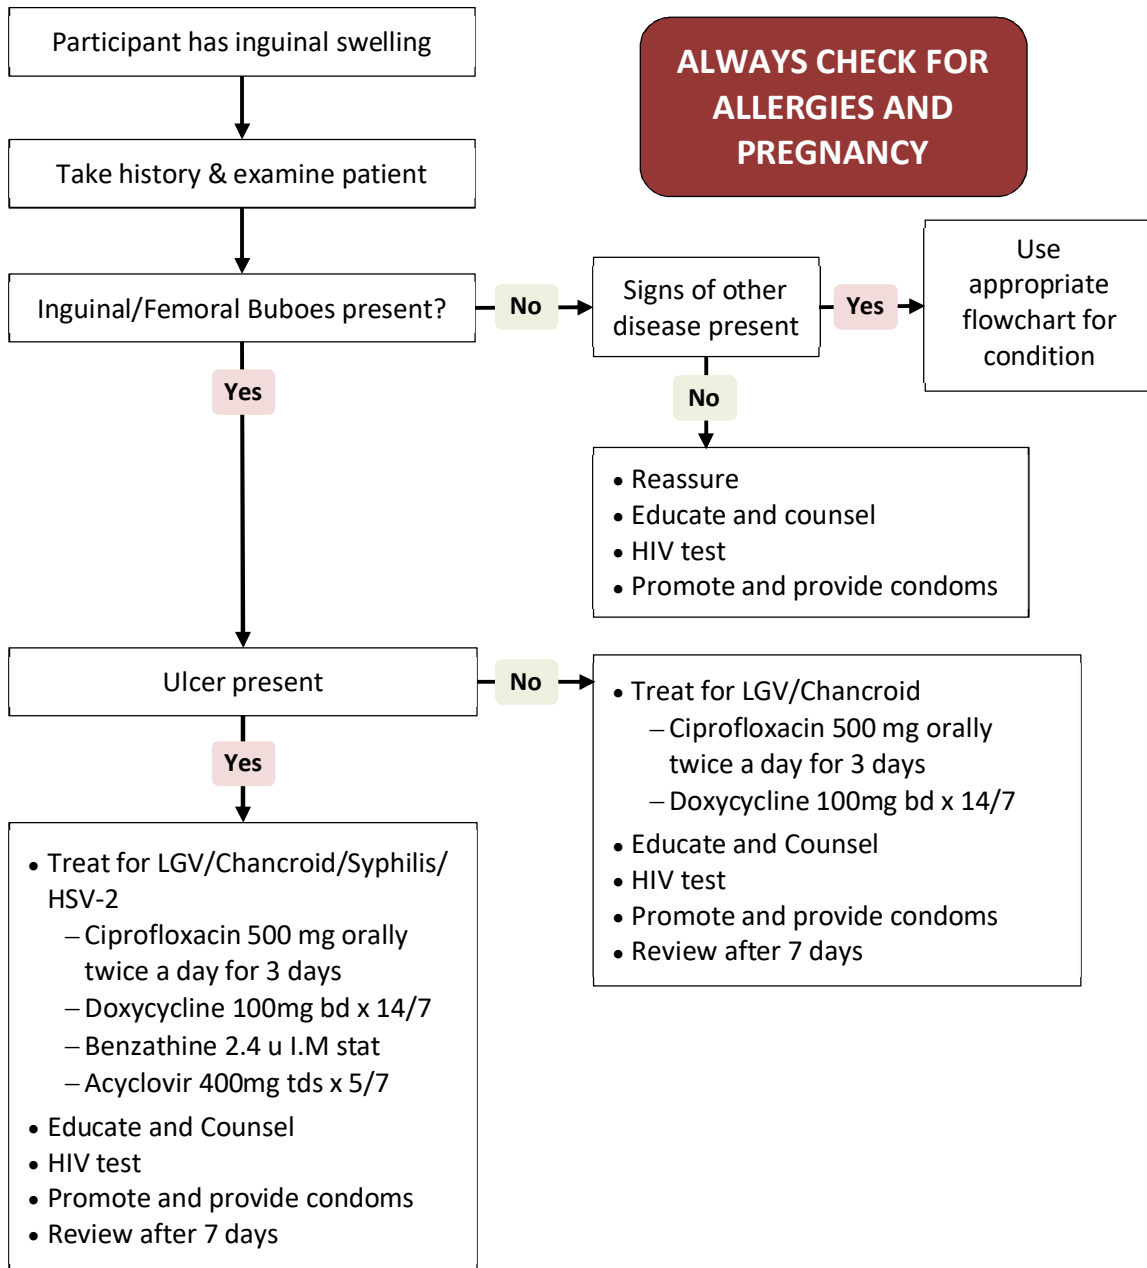 Participant has inguinal swelling
ALWAYS CHECK FOR
ALLERGIES AND
PREGNANCY
Take history & examine patient
Inguinal/Femoral Buboes present?
No
Signs of other
disease present
Yes
Use
appropriate
flowchart for
condition
Yes
No
• Reassure
• Educate and counsel
• HIV test
• Promote and provide condoms
Ulcer present
No
• Treat for LGV/Chancroid
– Ciprofloxacin 500 mg orally
twice a day for 3 days
– Doxycycline 100mg bd x 14/7
• Educate and Counsel
• HIV test
• Promote and provide condoms
• Review after 7 days
Yes
• Treat for LGV/Chancroid/Syphilis/
HSV-2
– Ciprofloxacin 500 mg orally
twice a day for 3 days
– Doxycycline 100mg bd x 14/7
– Benzathine 2.4 u I.M stat
– Acyclovir 400mg tds x 5/7
• Educate and Counsel
• HIV test
• Promote and provide condoms
• Review after 7 days